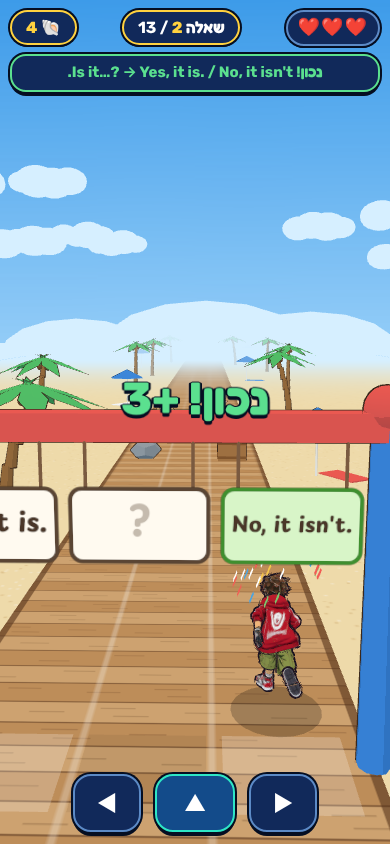 4
שאלה 2 / 13
נכון! Is it…? → Yes, it is. / No, it isn't.
נכון! +3
t is.
?
No, it isn't.